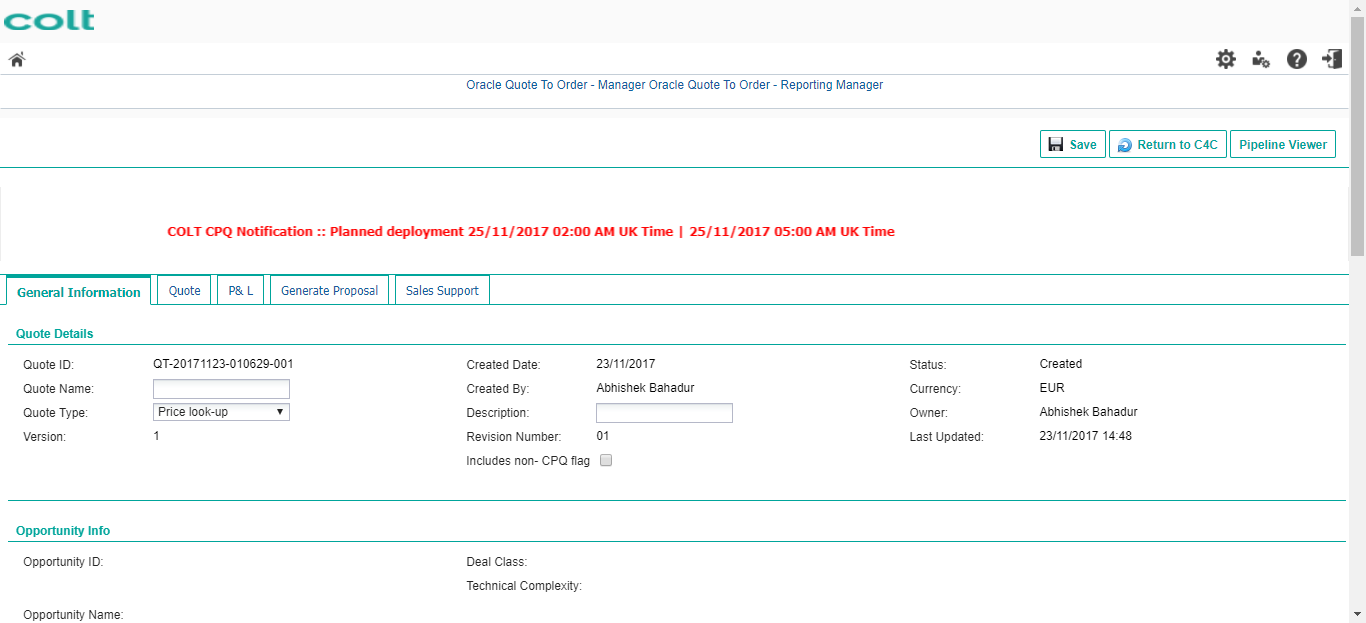 colt
Oracle Quote To Order - Manager Oracle Quote To Order - Reporting Manager
Save Return to C4C Pipeline Viewer
COLT CPQ Notification :: Planned deployment 25/11/2017 02:00 AM UK Time | 25/11/2017 05:00 AM UK Time
General Information Quote P& L Generate Proposal Sales Support
Quote Details
Quote ID: QT-20171123-010629-001 Created Date: 23/11/2017 Status: Created
Quote Name: Created By: Abhishek Bahadur Currency: EUR
Quote Type: Price look-up Description: Owner: Abhishek Bahadur
Version: 1 Revision Number: 01 Last Updated: 23/11/2017 14:48
Includes non- CPQ flag
Opportunity Info
Opportunity ID: Deal Class:
Technical Complexity:
Opportunity Name: